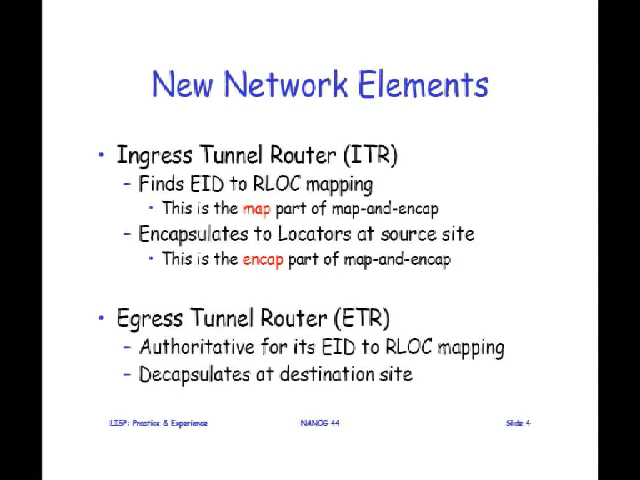 New Network Elements
• Ingress Tunnel Router (ITR)
– Finds EID to RLOC mapping
• This is the map part of map-and-encap
– Encapsulates to Locators at source site
• This is the encap part of map-and-encap
• Egress Tunnel Router (ETR)
– Authoritative for its EID to RLOC mapping
– Decapsulates at destination site
LISP: Practice & Experience NANOG 44 Slide 4